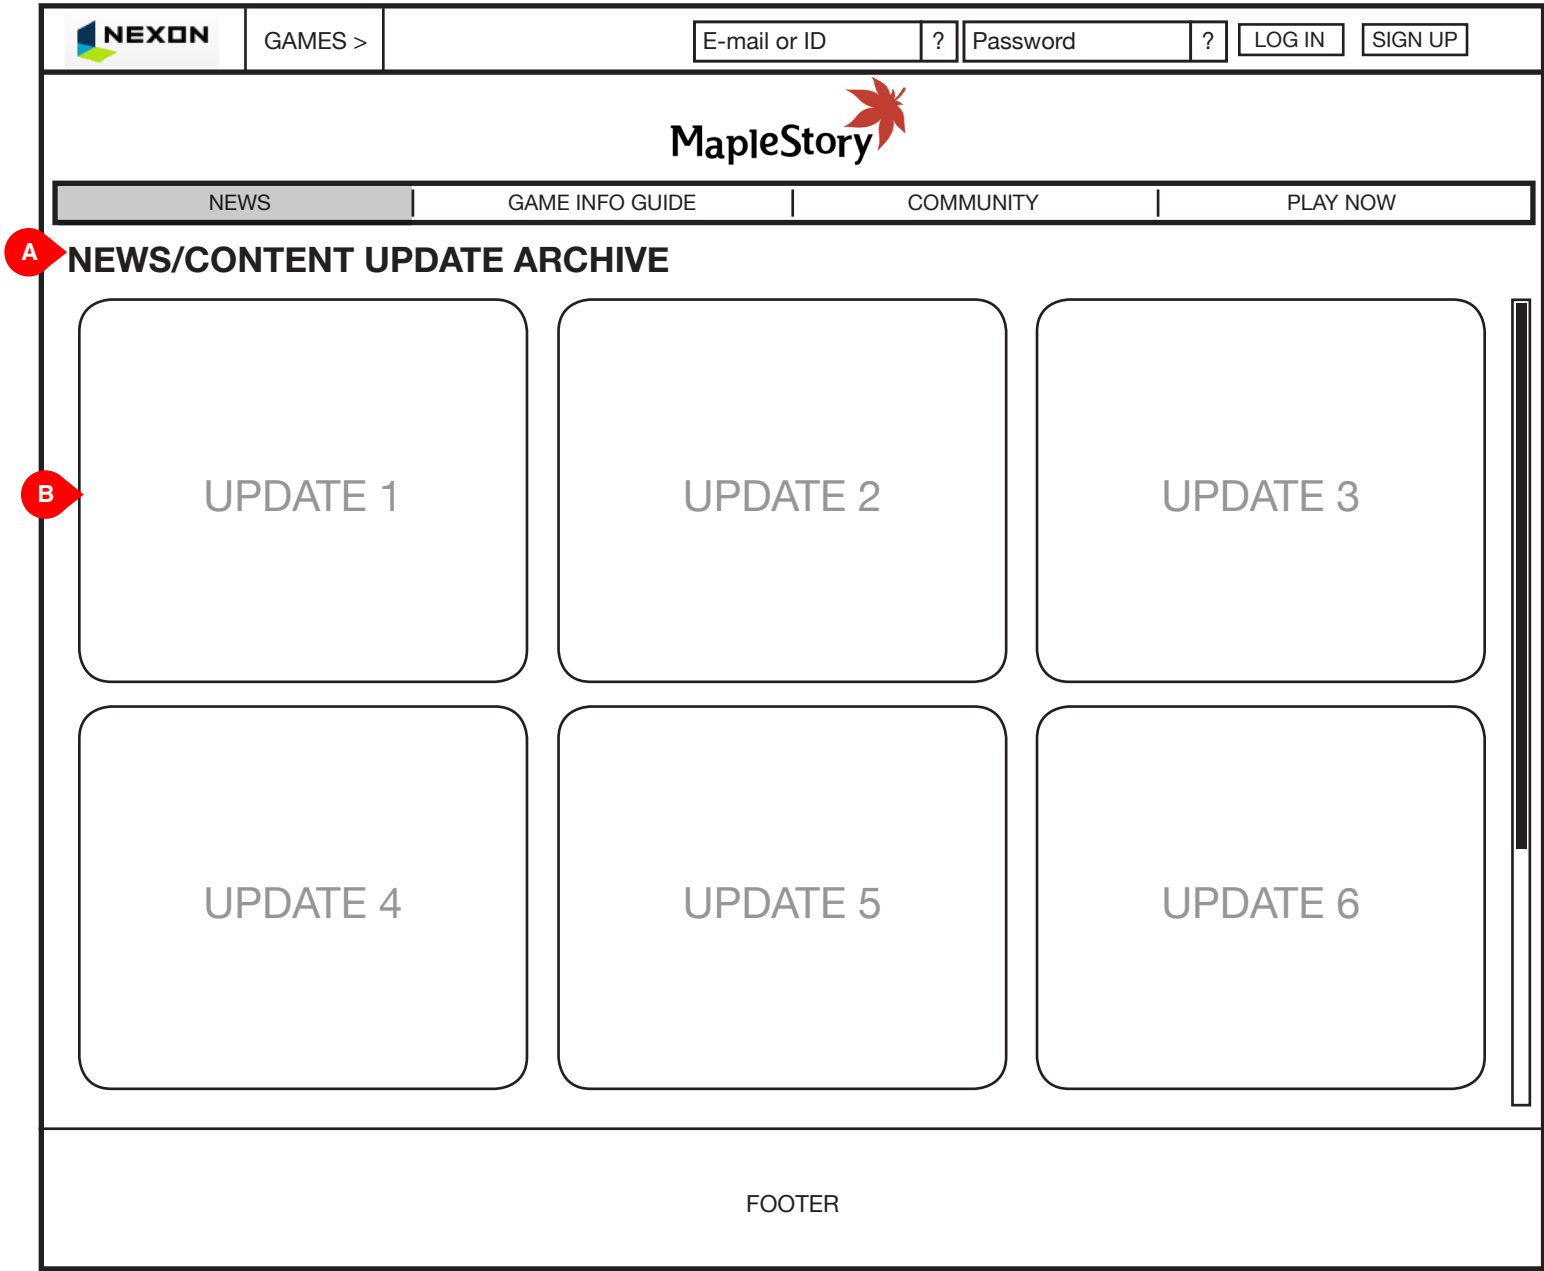 NEXON
GAMES >
E-mail or ID
?
Password
?
LOG IN
SIGN UP
MapleStory
NEWS
GAME INFO GUIDE
COMMUNITY
PLAY NOW
A
NEWS/CONTENT UPDATE ARCHIVE
B
UPDATE 1
UPDATE 2
UPDATE 3
UPDATE 4
UPDATE 5
UPDATE 6
FOOTER